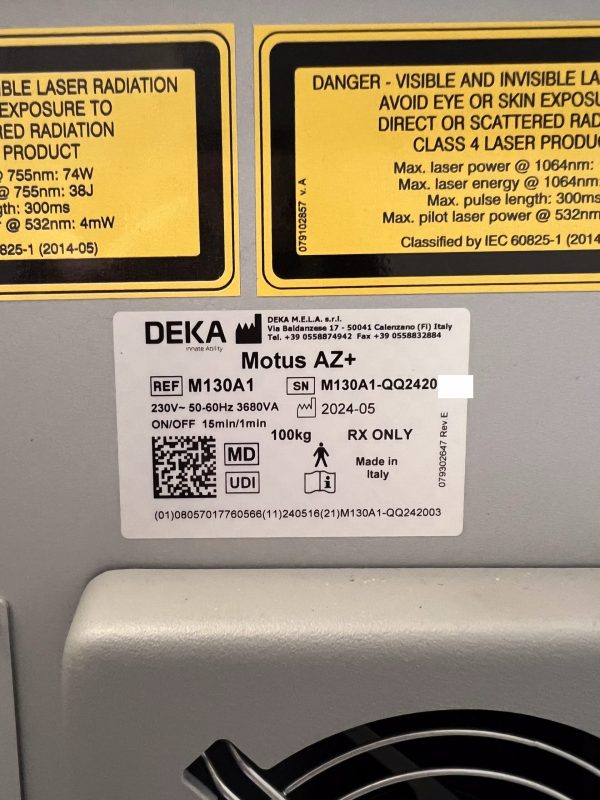 BLE LASER RADIATION
EXPOSURE TO
RED RADIATION
PRODUCT
@ 755nm: 74W
@ 755nm: 38J
gth: 300ms
@ 532nm: 4mW
825-1 (2014-05)
DANGER - VISIBLE AND INVISIBLE LA
AVOID EYE OR SKIN EXPOSU
DIRECT OR SCATTERED RAD
CLASS 4 LASER PRODU
Max. laser power @ 1064nm:
Max. laser energy @ 1064nm
Max. pulse length: 300ms
Max. pilot laser power @ 532nm
Classified by IEC 60825-1 (2014
079102857 v. A
DEKA
Innate Ability
DEKA M.E.L.A. s.r.l.
Via Baldanzese 17 - 50041 Calenzano (FI) Italy
Tel. +39 0558874942 Fax +39 0558832884
Motus AZ+
REF M130A1 SN M130A1-QQ2420
230V~ 50-60Hz 3680VA 2024-05
ON/OFF 15min/1min
100kg RX ONLY
MD
UDI
Made in
Italy
079302647 Rev.E
(01)08057017760566(11)240516(21)M130A1-QQ242003